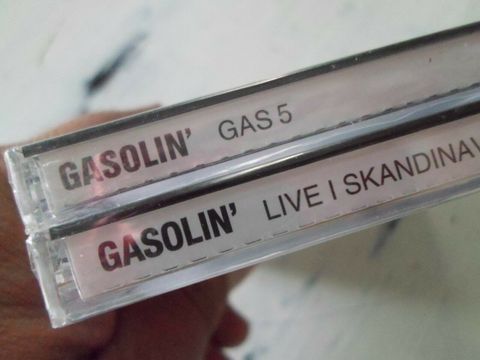 GASOLIN' GAS 5
GASOLIN' LIVE I SKANDINAV